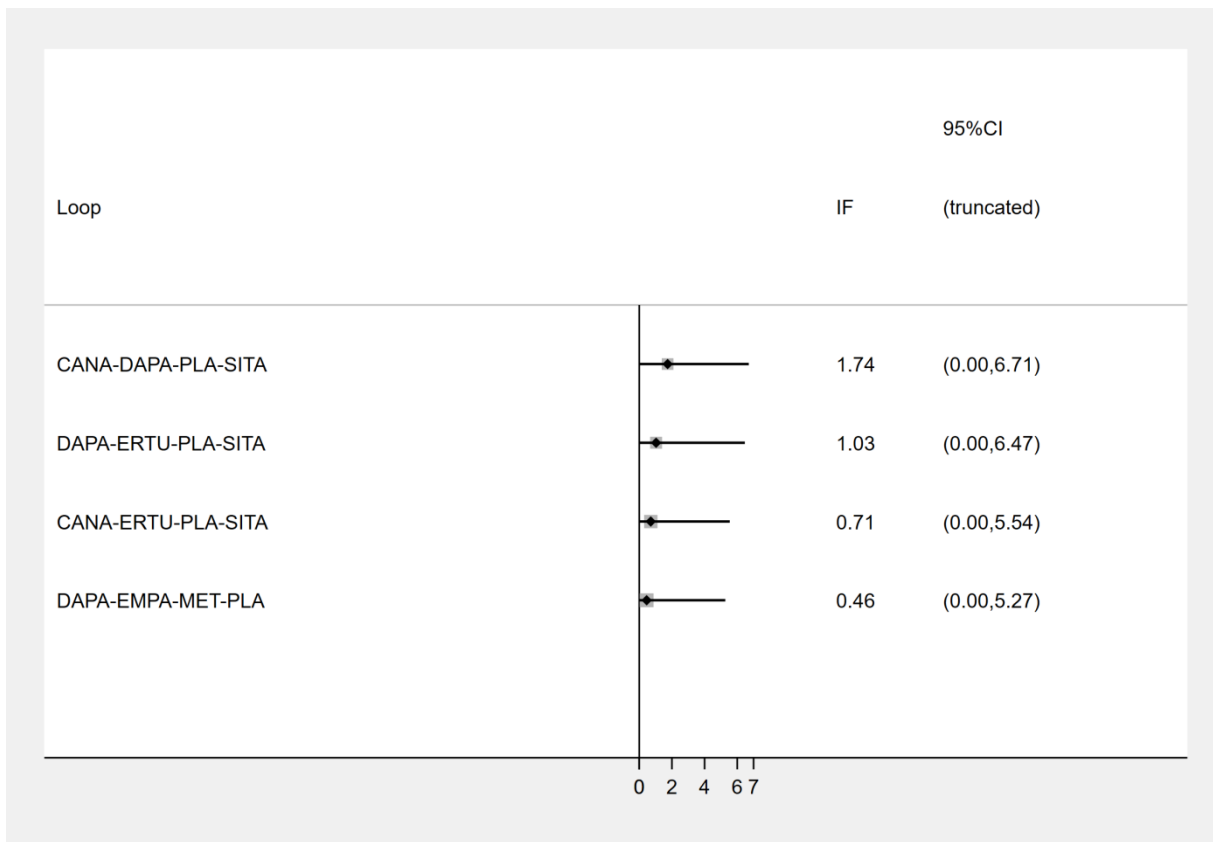 95%CI
Loop IF (truncated)
CANA-DAPA-PLA-SITA 1.74 (0.00,6.71)
DAPA-ERTU-PLA-SITA 1.03 (0.00,6.47)
CANA-ERTU-PLA-SITA 0.71 (0.00,5.54)
DAPA-EMPA-MET-PLA 0.46 (0.00,5.27)
0 2 4 6 7